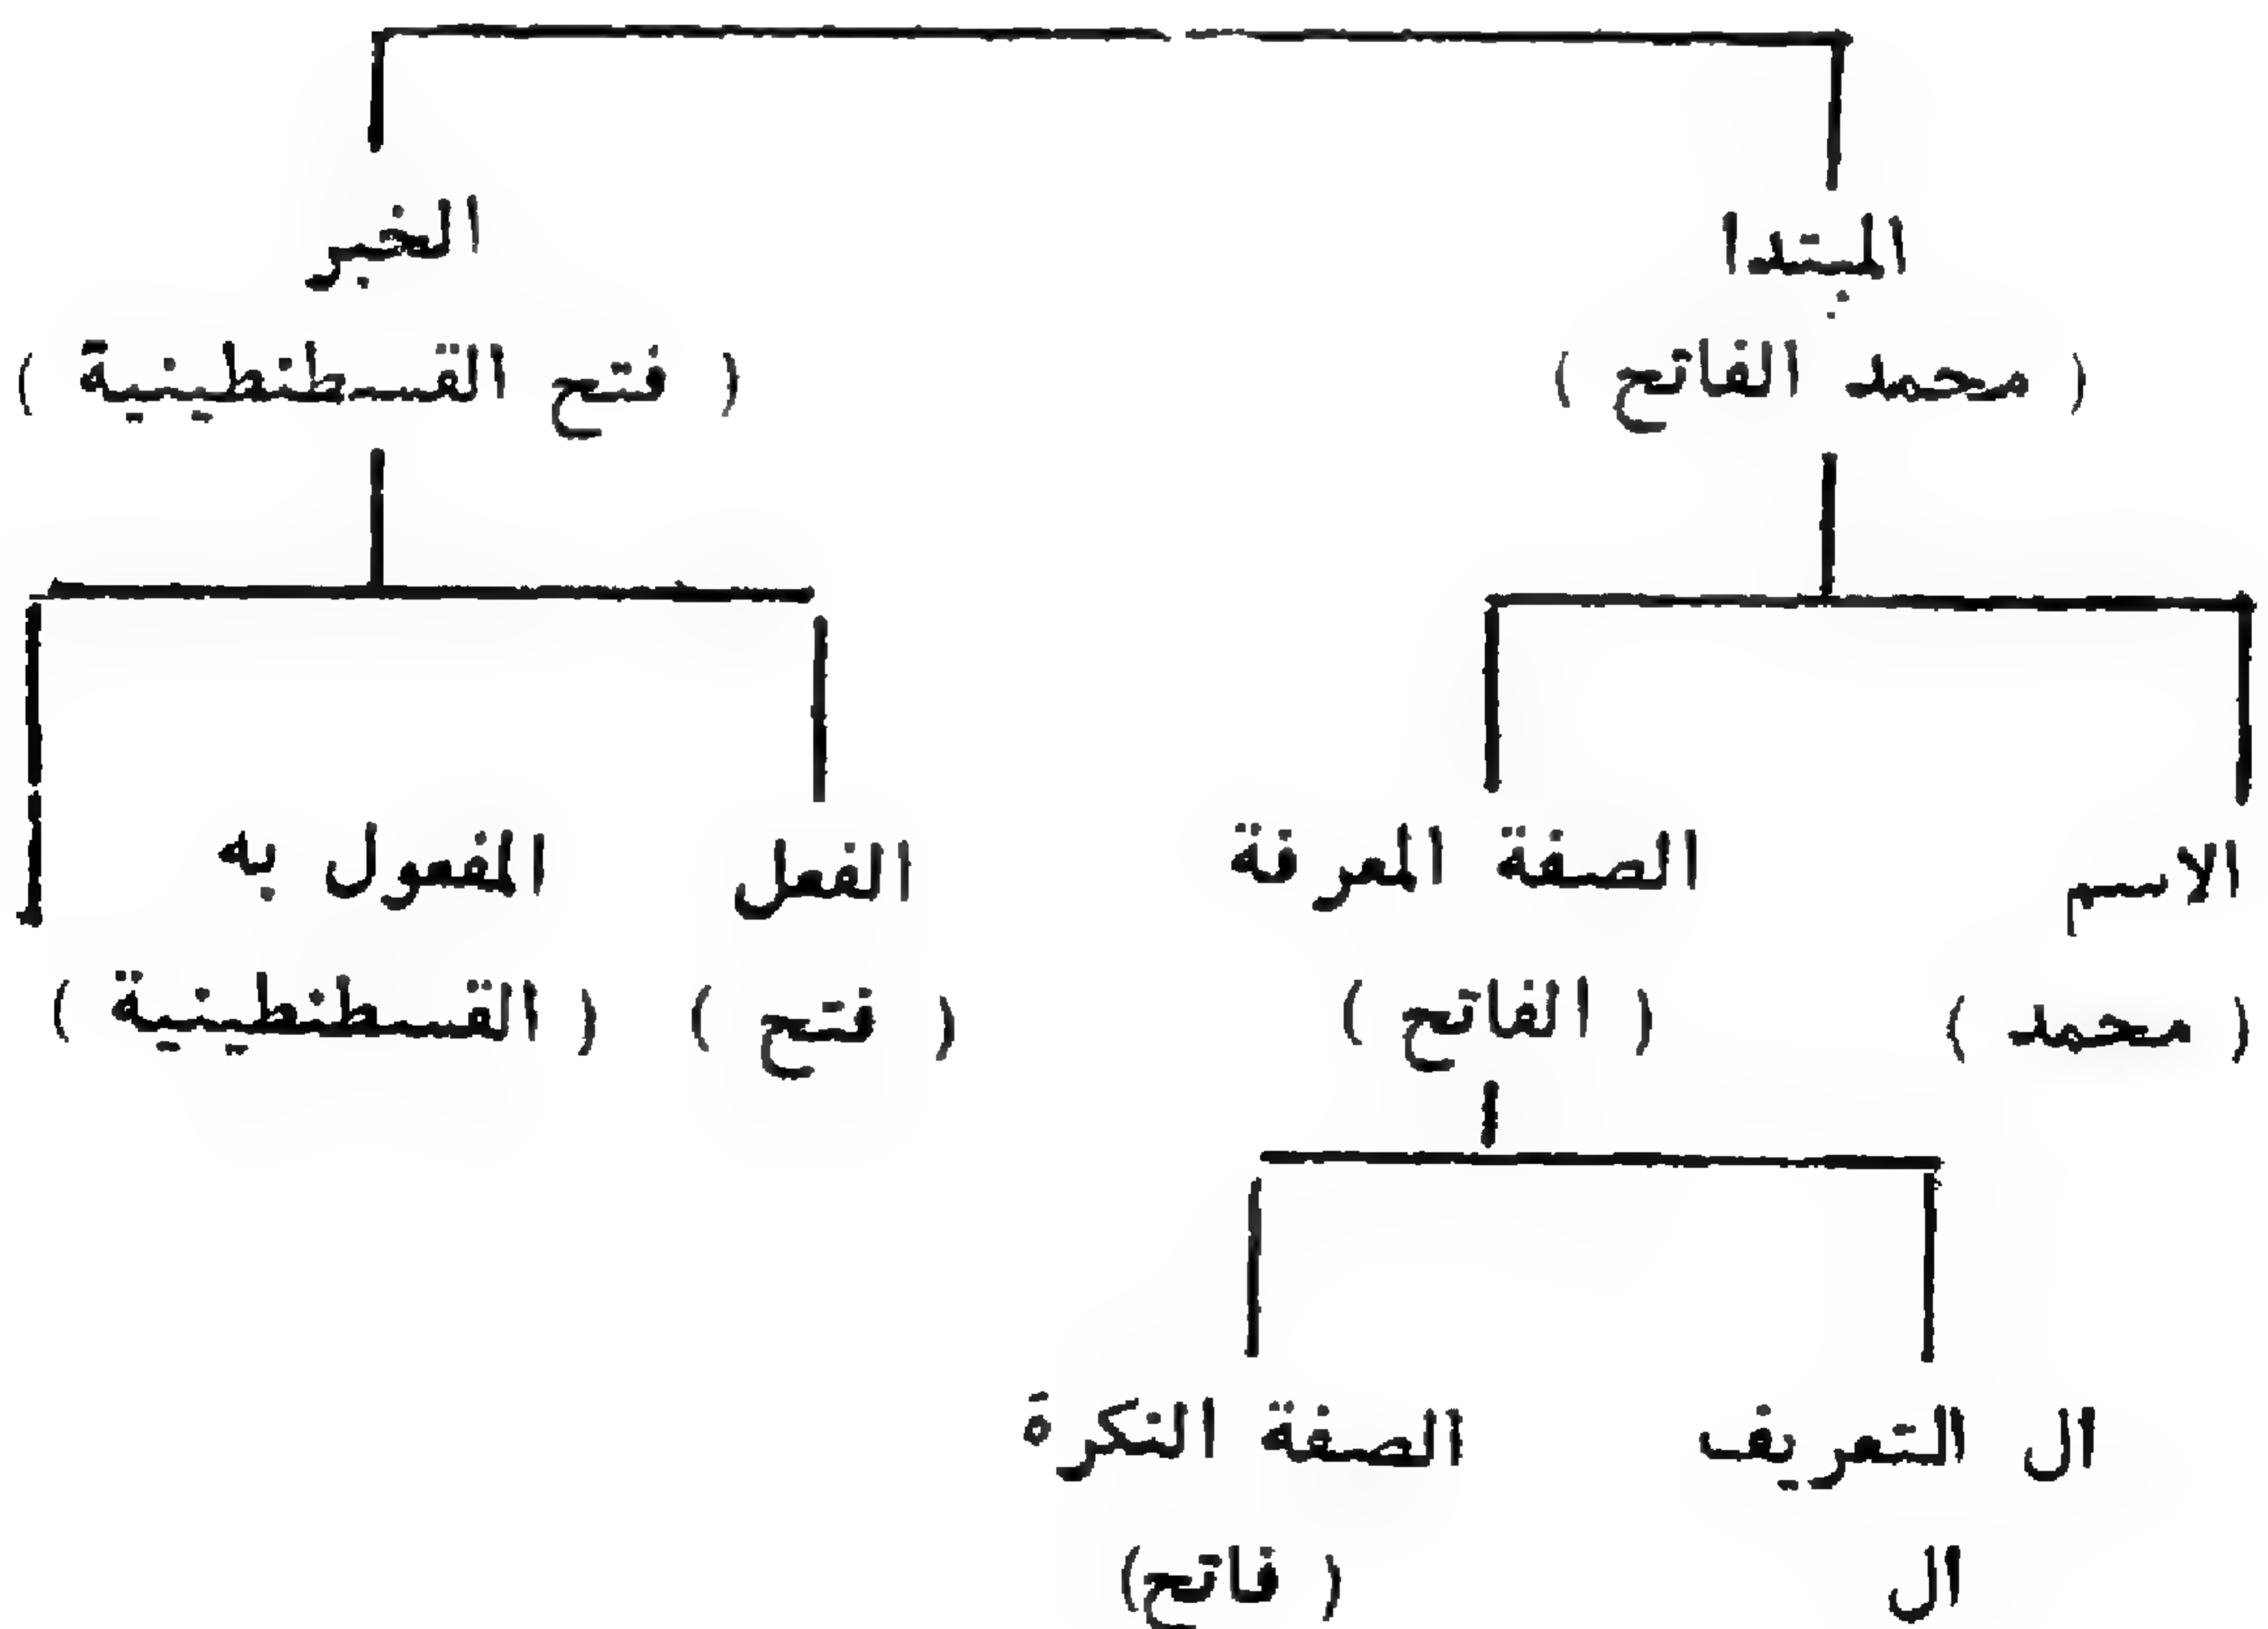 المبتدا الخبر
( محمد الفاتح ) ( فتح القسطنطينية )
الاسم الصفة المعرفة الفعل المفعول به
( محمد ) ( الفاتح ) ( فتح ) ( القسطنطينية )
ال التعريف الصفة النكرة
ال ( فاتح)